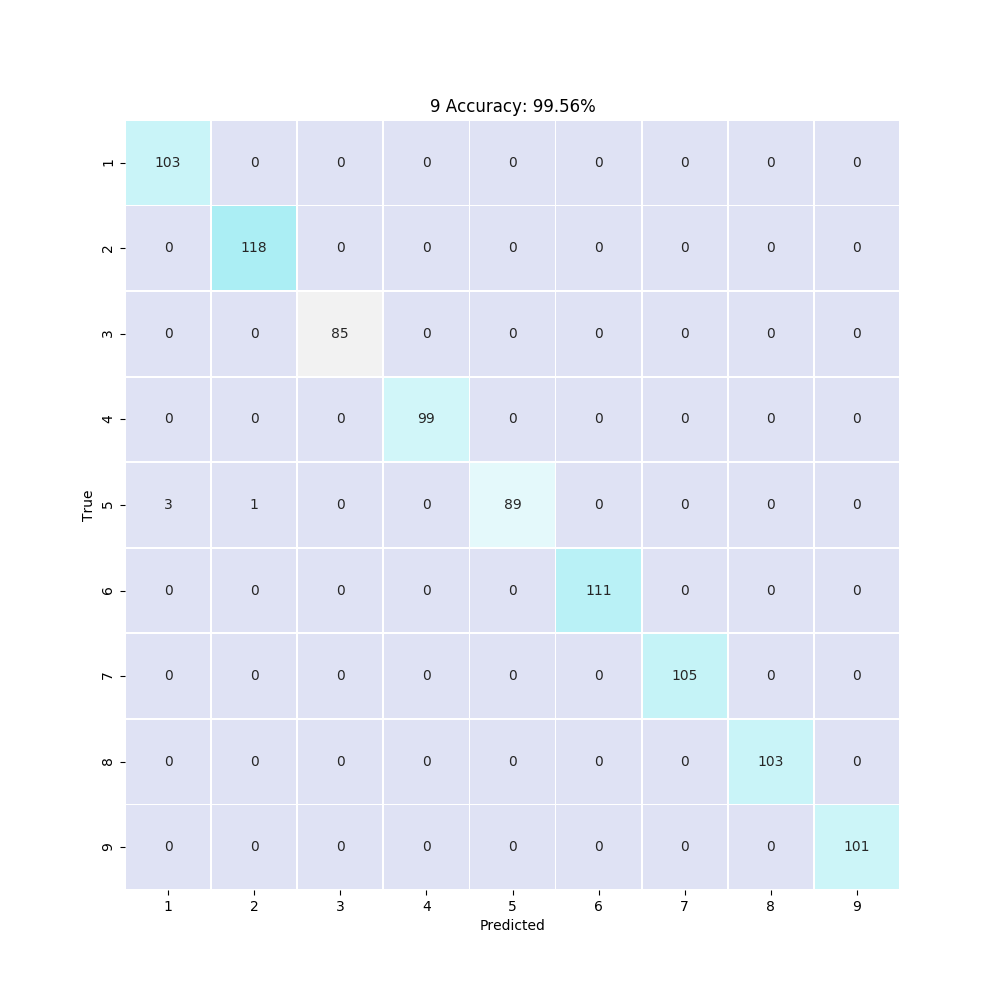 9 Accuracy: 99.56%
1 103 0 0 0 0 0 0 0 0
2 0 118 0 0 0 0 0 0 0
3 0 0 85 0 0 0 0 0 0
4 0 0 0 99 0 0 0 0 0
True
5 3 1 0 0 89 0 0 0 0
6 0 0 0 0 0 111 0 0 0
7 0 0 0 0 0 0 105 0 0
8 0 0 0 0 0 0 0 103 0
9 0 0 0 0 0 0 0 0 101
1 2 3 4 5 6 7 8 9
Predicted